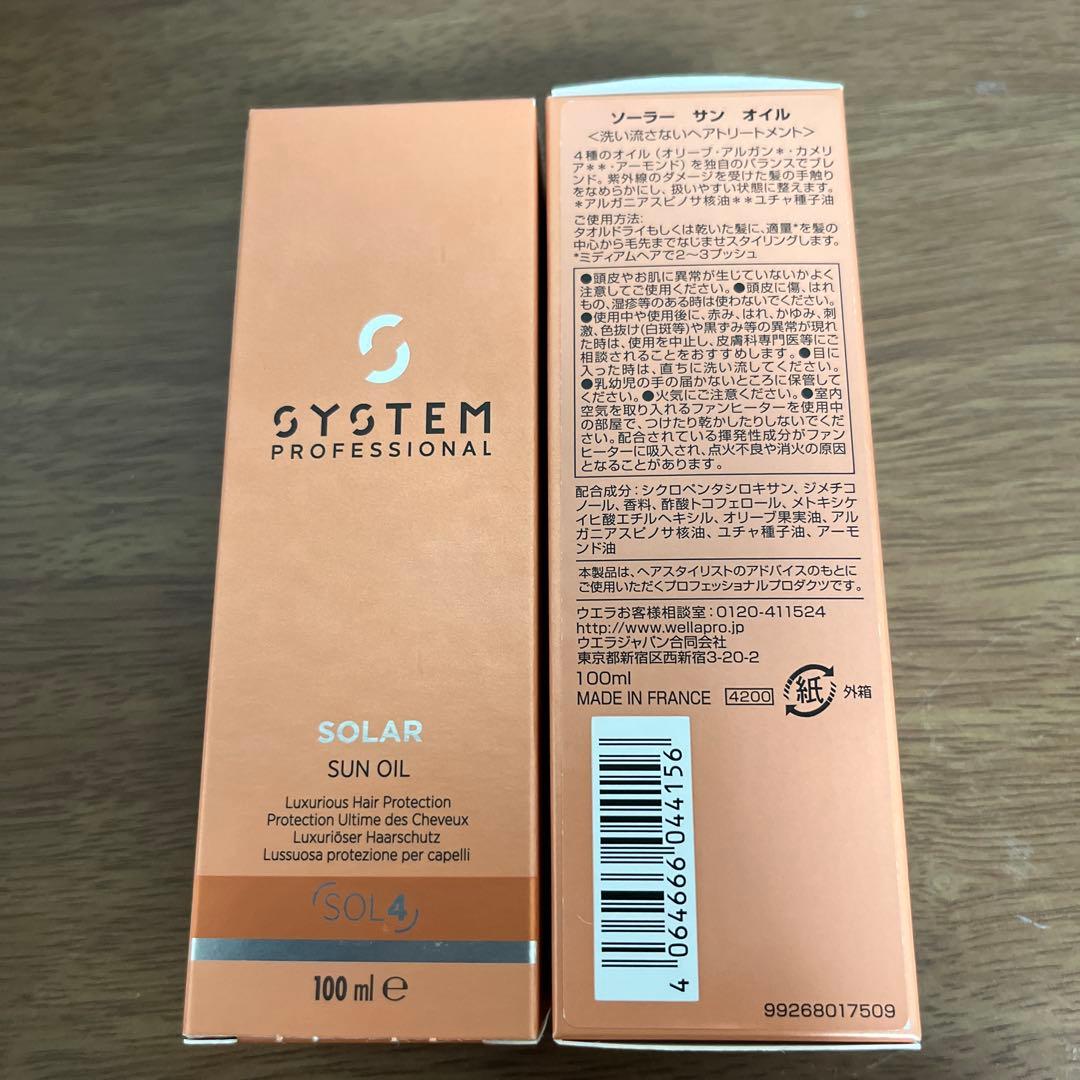 SYSTEM
PROFESSIONAL
SOLAR
SUN OIL
Luxurious Hair Protection
Protection Ultime des Cheveux
Luxuriöser Haarschutz
Lussuosa protezione per capelli
SOL4
100 ml ℮
ソーラー サン オイル
<洗い流さないヘアトリートメント>
4種のオイル(オリーブ・アルガン*・カメリ
ア**・アーモンド)を独自のバランスでブレ
ンド。紫外線のダメージを受けた髪の手触り
をなめらかにし、扱いやすい状態に整えます。
*アルガニアスピノサ核油**ユチャ種子油
ご使用方法:
タオルドライもしくは乾いた髪に、適量*を髪の
中心から毛先までなじませスタイリングします。
*ミディアムヘアで2~3プッシュ
●頭皮やお肌に異常が生じていないかよく
注意してご使用ください。●頭皮に傷、はれ
もの、湿疹等のある時は使わないでください。
●使用中や使用後に、赤み、はれ、かゆみ、刺
激、色抜け(白斑等)や黒ずみ等の異常が現れ
た時は、使用を中止し、皮膚科専門医等にご
相談されることをおすすめします。●目に
入った時は、直ちに洗い流してください。
●乳幼児の手の届かないところに保管して
ください。●火気にご注意ください。●室内
空気を取り入れるファンヒーターを使用中
の部屋で、つけたり乾かしたりしないでくだ
さい。配合されている揮発性成分がファン
ヒーターに吸入され、点火不良や消火の原因
となることがあります。
配合成分:シクロペンタシロキサン、ジメチコ
ノール、香料、酢酸トコフェロール、メトキシケ
イヒ酸エチルヘキシル、オリーブ果実油、アル
ガニアスピノサ核油、ユチャ種子油、アーモ
ンド油
本製品は、ヘアスタイリストのアドバイスのもとに
ご使用いただくプロフェッショナルプロダクツです。
ウエラお客様相談室:0120-411524
http://www.wellapro.jp
ウエラジャパン合同会社
東京都新宿区西新宿3-20-2
100ml
MADE IN FRANCE 4200 紙 外箱
4 064666 044156
99268017509